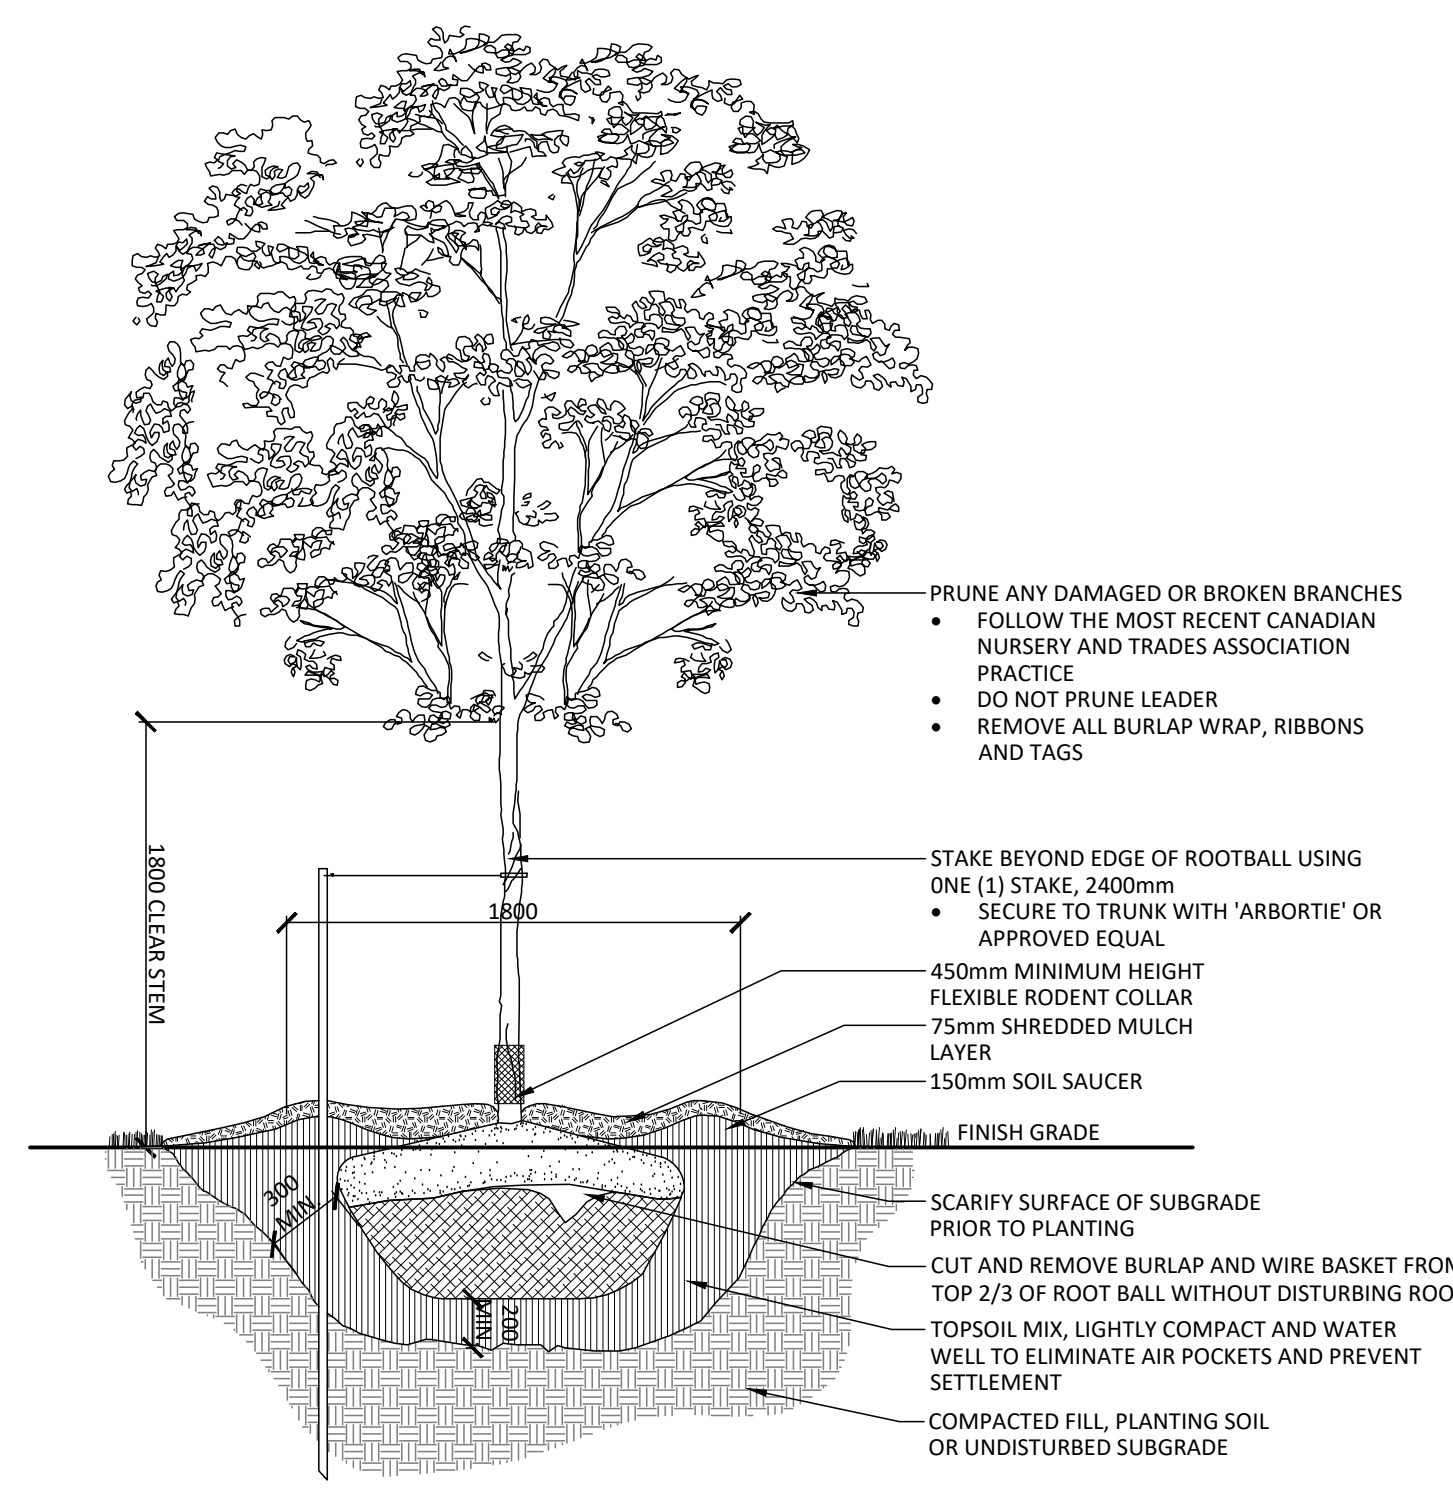 PRUNE ANY DAMAGED OR BROKEN BRANCHES
• FOLLOW THE MOST RECENT CANADIAN
NURSERY AND TRADES ASSOCIATION
PRACTICE
• DO NOT PRUNE LEADER
• REMOVE ALL BURLAP WRAP, RIBBONS
AND TAGS
1800 CLEAR STEM
STAKE BEYOND EDGE OF ROOTBALL USING
0NE (1) STAKE, 2400mm
• SECURE TO TRUNK WITH 'ARBORTIE' OR
APPROVED EQUAL
1800
450mm MINIMUM HEIGHT
FLEXIBLE RODENT COLLAR
75mm SHREDDED MULCH
LAYER
150mm SOIL SAUCER
FINISH GRADE
300
MIN.
SCARIFY SURFACE OF SUBGRADE
PRIOR TO PLANTING
CUT AND REMOVE BURLAP AND WIRE BASKET FROM
TOP 2/3 OF ROOT BALL WITHOUT DISTURBING ROO
200
MIN.
TOPSOIL MIX, LIGHTLY COMPACT AND WATER
WELL TO ELIMINATE AIR POCKETS AND PREVENT
SETTLEMENT
COMPACTED FILL, PLANTING SOIL
OR UNDISTURBED SUBGRADE